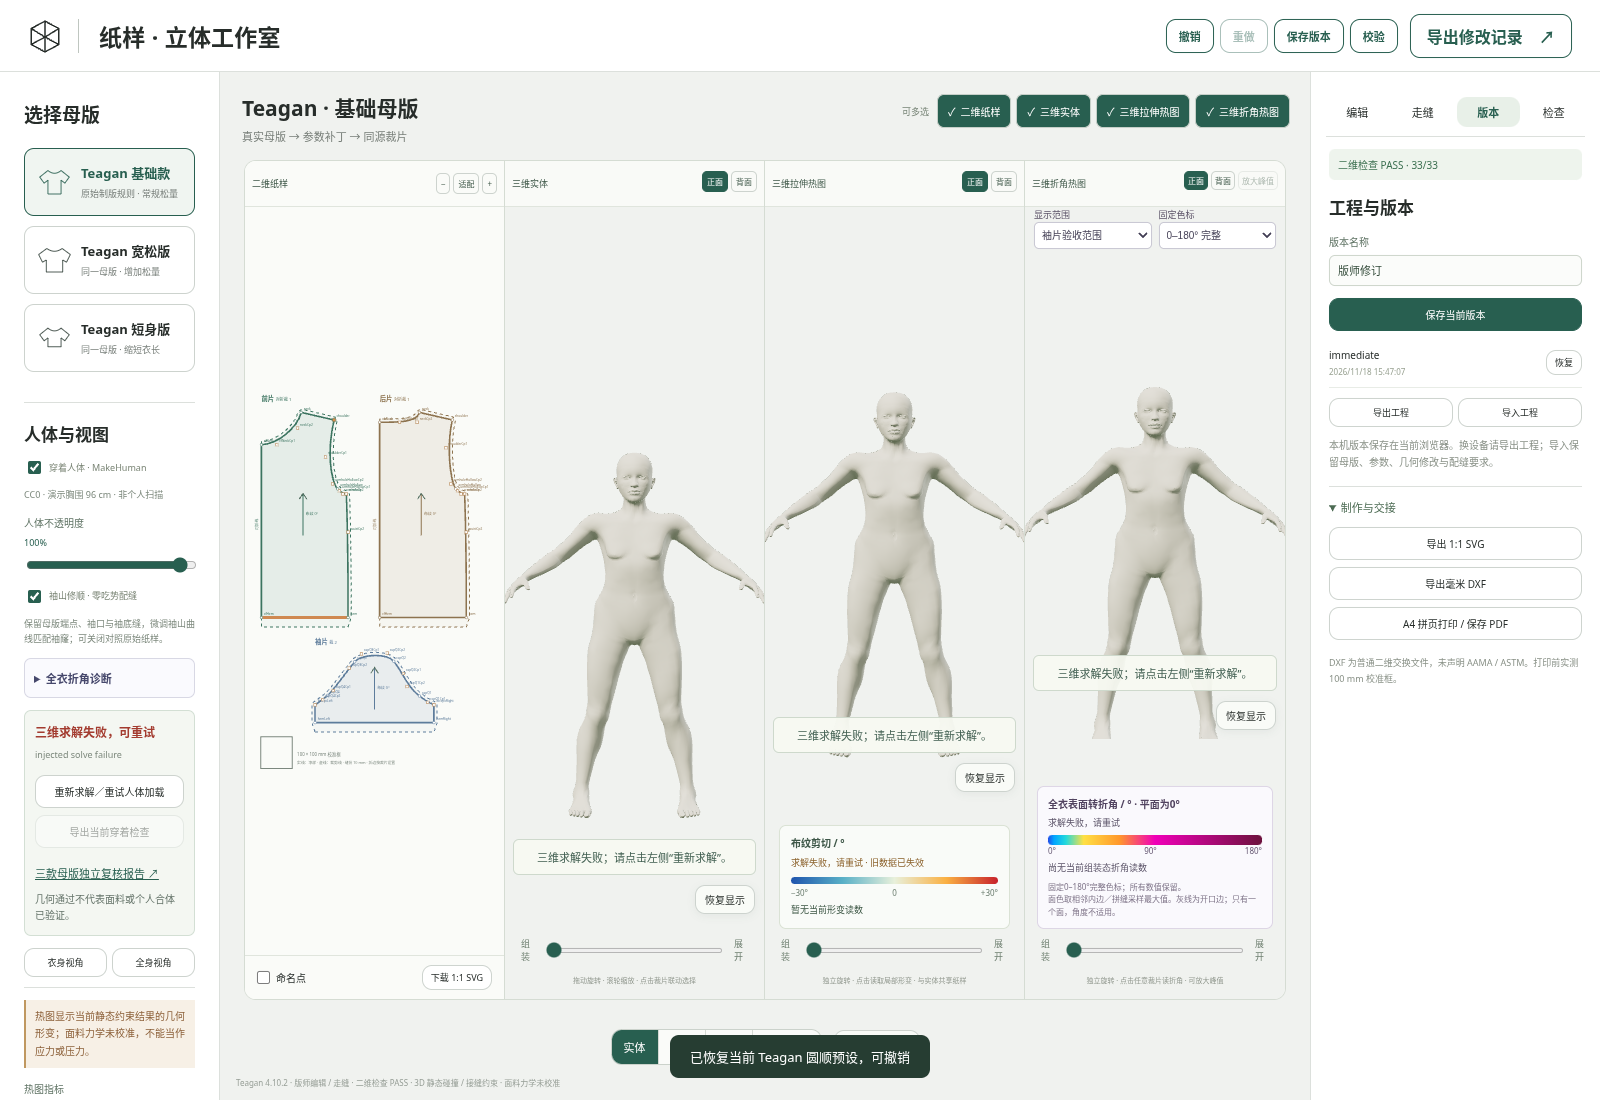 纸样 · 立体工作室
撤销
重做
保存版本
校验
导出修改记录 ↗
选择母版
Teagan 基础款
原始制版规则 · 常规松量
Teagan 宽松版
同一母版 · 增加松量
Teagan 短身版
同一母版 · 缩短衣长
人体与视图
穿着人体 · MakeHuman
CC0 · 演示胸围 96 cm · 非个人扫描
人体不透明度
100%
袖山修顺 · 零吃势配缝
保留母版端点、袖口与袖底缝，微调袖山曲
线匹配袖窿；可关闭对照原始纸样。
▶ 全衣折角诊断
三维求解失败，可重试
injected solve failure
重新求解／重试人体加载
导出当前穿着检查
三款母版独立复核报告 ↗
几何通过不代表面料或个人合体
已验证。
衣身视角
全身视角
热图显示当前静态约束结果的几何
形变；面料力学未校准，不能当作
应力或压力。
热图指标
Teagan · 基础母版
真实母版 → 参数补丁 → 同源裁片
可多选
✓ 二维纸样
✓ 三维实体
✓ 三维拉伸热图
✓ 三维折角热图
二维纸样
−
适配
+
前片
后片
袖片
100 × 100 mm 校准框
命名点
下载 1:1 SVG
三维实体
正面
背面
三维求解失败；请点击左侧“重新求解”。
恢复显示
组装
展开
拖动旋转 · 滚轮缩放 · 点击裁片联动选择
三维拉伸热图
正面
背面
三维求解失败；请点击左侧“重新求解”。
恢复显示
布纹剪切 / °
求解失败，请重试 · 旧数据已失效
−30°
0
+30°
暂无当前形变读数
组装
展开
独立旋转 · 点击读取局部形变 · 与实体共享纸样
三维折角热图
正面
背面
放大峰值
显示范围
固定色标
袖片验收范围
0–180° 完整
三维求解失败；请点击左侧“重新求解”。
恢复显示
全衣表面转折角 / ° · 平面为0°
求解失败，请重试
0°
90°
180°
尚无当前组装态折角读数
固定0–180°完整色标；所有数值保留。
面色取相邻内边／拼缝采样最大值。灰线为开口边；只有一
个面，角度不适用。
组装
展开
独立旋转 · 点击任意裁片读折角 · 可放大峰值
实体
已恢复当前 Teagan 圆顺预设，可撤销
Teagan 4.10.2 · 版师编辑 / 走缝 · 二维检查 PASS · 3D 静态碰撞 / 接缝约束 · 面料力学未校准
编辑
走缝
版本
检查
二维检查 PASS · 33/33
工程与版本
版本名称
版师修订
保存当前版本
immediate
2026/11/18 15:47:07
恢复
导出工程
导入工程
本机版本保存在当前浏览器。换设备请导出工程；导入保
留母版、参数、几何修改与配缝要求。
▼ 制作与交接
导出 1:1 SVG
导出毫米 DXF
A4 拼页打印 / 保存 PDF
DXF 为普通二维交换文件，未声明 AAMA / ASTM。打印前实测
100 mm 校准框。